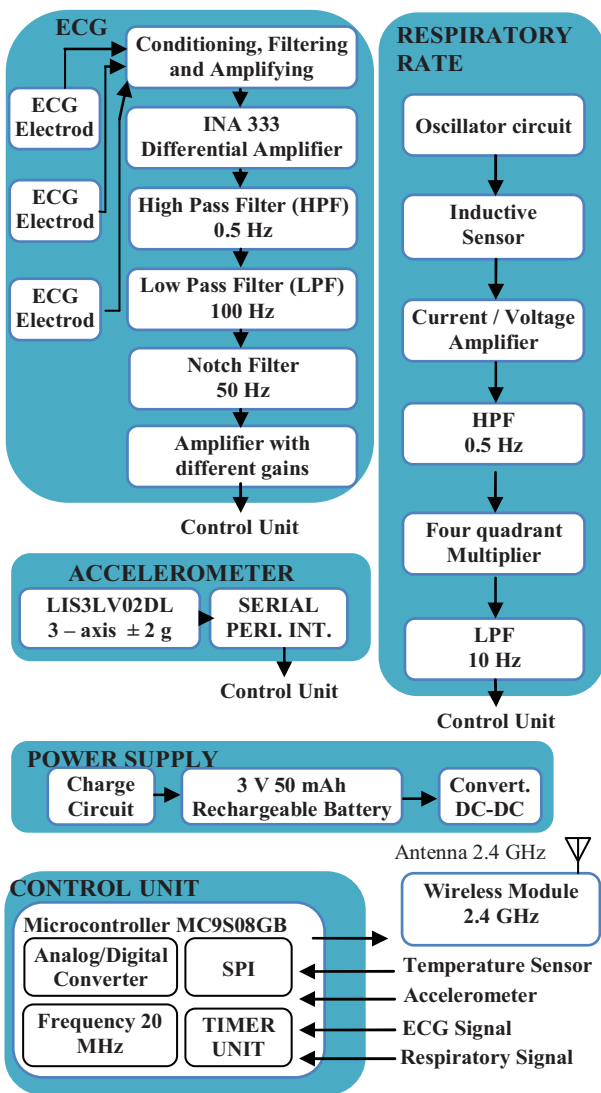 ECG
Conditioning, Filtering
and Amplifying
ECG
Electrod
INA 333
Differential Amplifier
ECG
Electrod
High Pass Filter (HPF)
0.5 Hz
ECG
Electrod
Low Pass Filter (LPF)
100 Hz
Notch Filter
50 Hz
Amplifier with
different gains
Control Unit
RESPIRATORY
RATE
Oscillator circuit
Inductive
Sensor
Current / Voltage
Amplifier
HPF
0.5 Hz
Four quadrant
Multiplier
LPF
10 Hz
Control Unit
ACCELEROMETER
LIS3LV02DL
3 – axis ± 2 g
SERIAL
PERI. INT.
Control Unit
POWER SUPPLY
Charge
Circuit
3 V 50 mAh
Rechargeable Battery
Convert.
DC-DC
Antenna 2.4 GHz
Wireless Module
2.4 GHz
CONTROL UNIT
Microcontroller MC9S08GB
Analog/Digital
Converter
SPI
Frequency 20
MHz
TIMER
UNIT
Temperature Sensor
Accelerometer
ECG Signal
Respiratory Signal